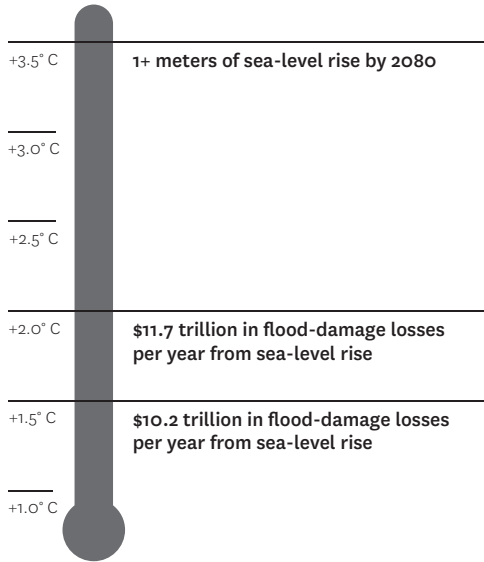 +3.5° C
1+ meters of sea-level rise by 2080
+3.0° C
+2.5° C
+2.0° C
$11.7 trillion in flood-damage losses
per year from sea-level rise
+1.5° C
$10.2 trillion in flood-damage losses
per year from sea-level rise
+1.0° C